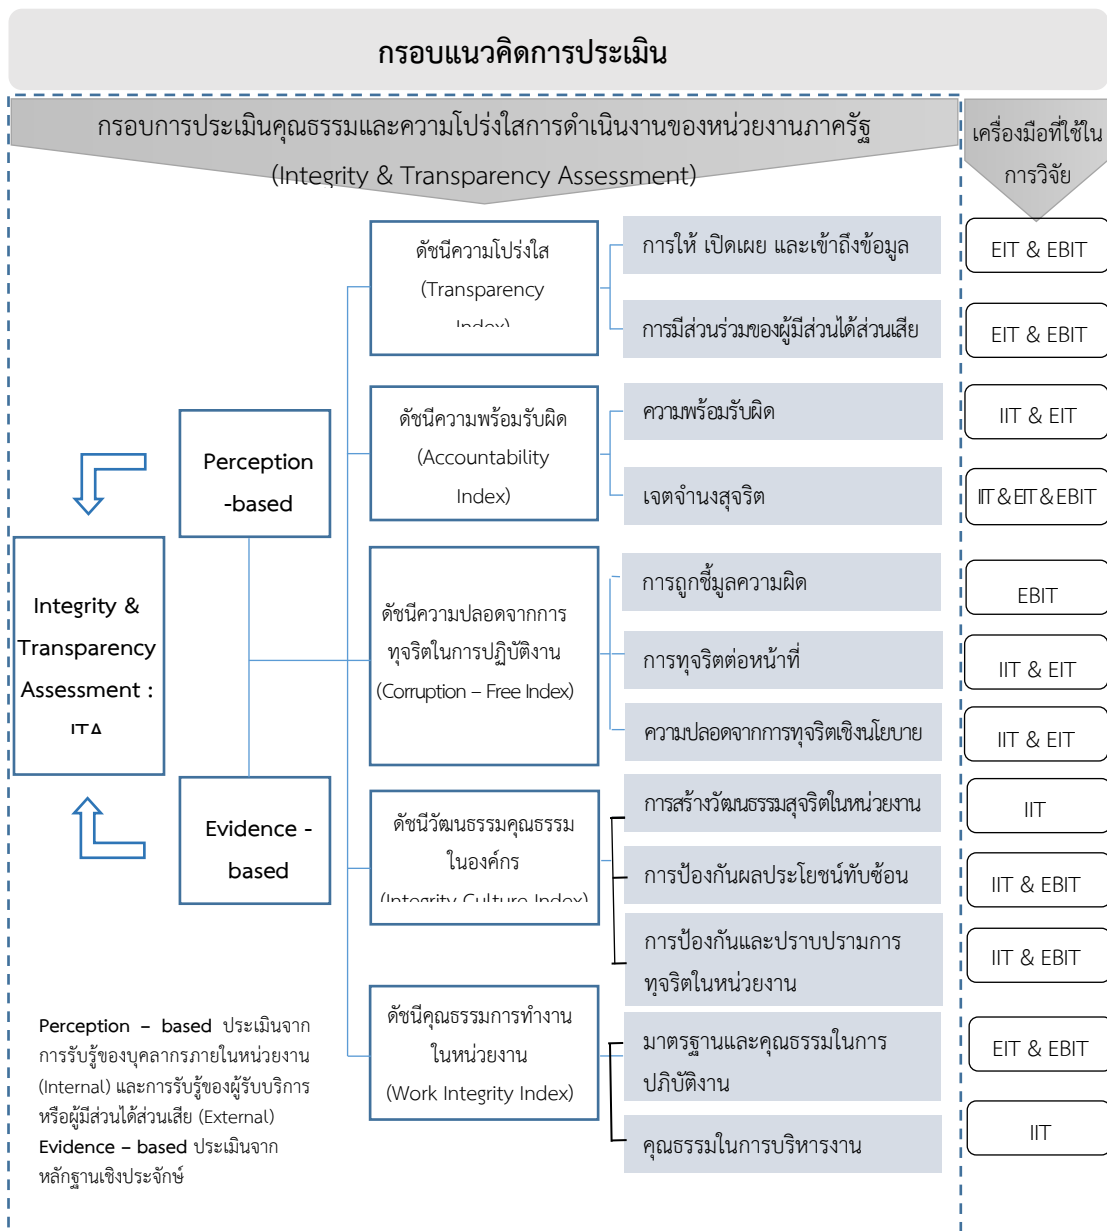 กรอบแนวคิดการประเมิน
กรอบการประเมินคุณธรรมและความโปร่งใสการดำเนินงานของหน่วยงานภาครัฐ
(Integrity & Transparency Assessment)
เครื่องมือที่ใช้ใน
การวิจัย
ดัชนีความโปร่งใส
(Transparency
Index)
การให้ เปิดเผย และเข้าถึงข้อมูล
EIT & EBIT
การมีส่วนร่วมของผู้มีส่วนได้ส่วนเสีย
EIT & EBIT
ดัชนีความพร้อมรับผิด
(Accountability
Index)
ความพร้อมรับผิด
IIT & EIT
เจตจำนงสุจริต
IIT & EIT & EBIT
Perception
-based
Integrity &
Transparency
Assessment :
ITA
Evidence -
based
ดัชนีความปลอดจากการ
ทุจริตในการปฏิบัติงาน
(Corruption – Free Index)
การถูกชี้มูลความผิด
EBIT
การทุจริตต่อหน้าที่
IIT & EIT
ความปลอดจากการทุจริตเชิงนโยบาย
IIT & EIT
ดัชนีวัฒนธรรมคุณธรรม
ในองค์กร
(Integrity Culture Index)
การสร้างวัฒนธรรมสุจริตในหน่วยงาน
IIT
การป้องกันผลประโยชน์ทับซ้อน
IIT & EBIT
การป้องกันและปราบปรามการ
ทุจริตในหน่วยงาน
IIT & EBIT
ดัชนีคุณธรรมการทำงาน
ในหน่วยงาน
(Work Integrity Index)
มาตรฐานและคุณธรรมในการ
ปฏิบัติงาน
EIT & EBIT
คุณธรรมในการบริหารงาน
IIT
Perception – based ประเมินจาก
การรับรู้ของบุคลากรภายในหน่วยงาน
(Internal) และการรับรู้ของผู้รับบริการ
หรือผู้มีส่วนได้ส่วนเสีย (External)
Evidence – based ประเมินจาก
หลักฐานเชิงประจักษ์